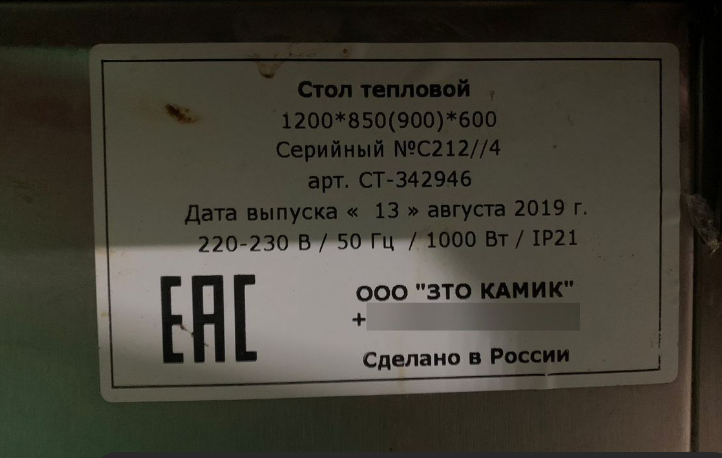 Стол тепловой
1200*850(900)*600
Серийный №С212//4
арт. СТ-342946
Дата выпуска « 13 » августа 2019 г.
220-230 В / 50 Гц / 1000 Вт / IP21
ЕАС
ООО "ЗТО КАМИК"
+
Сделано в России